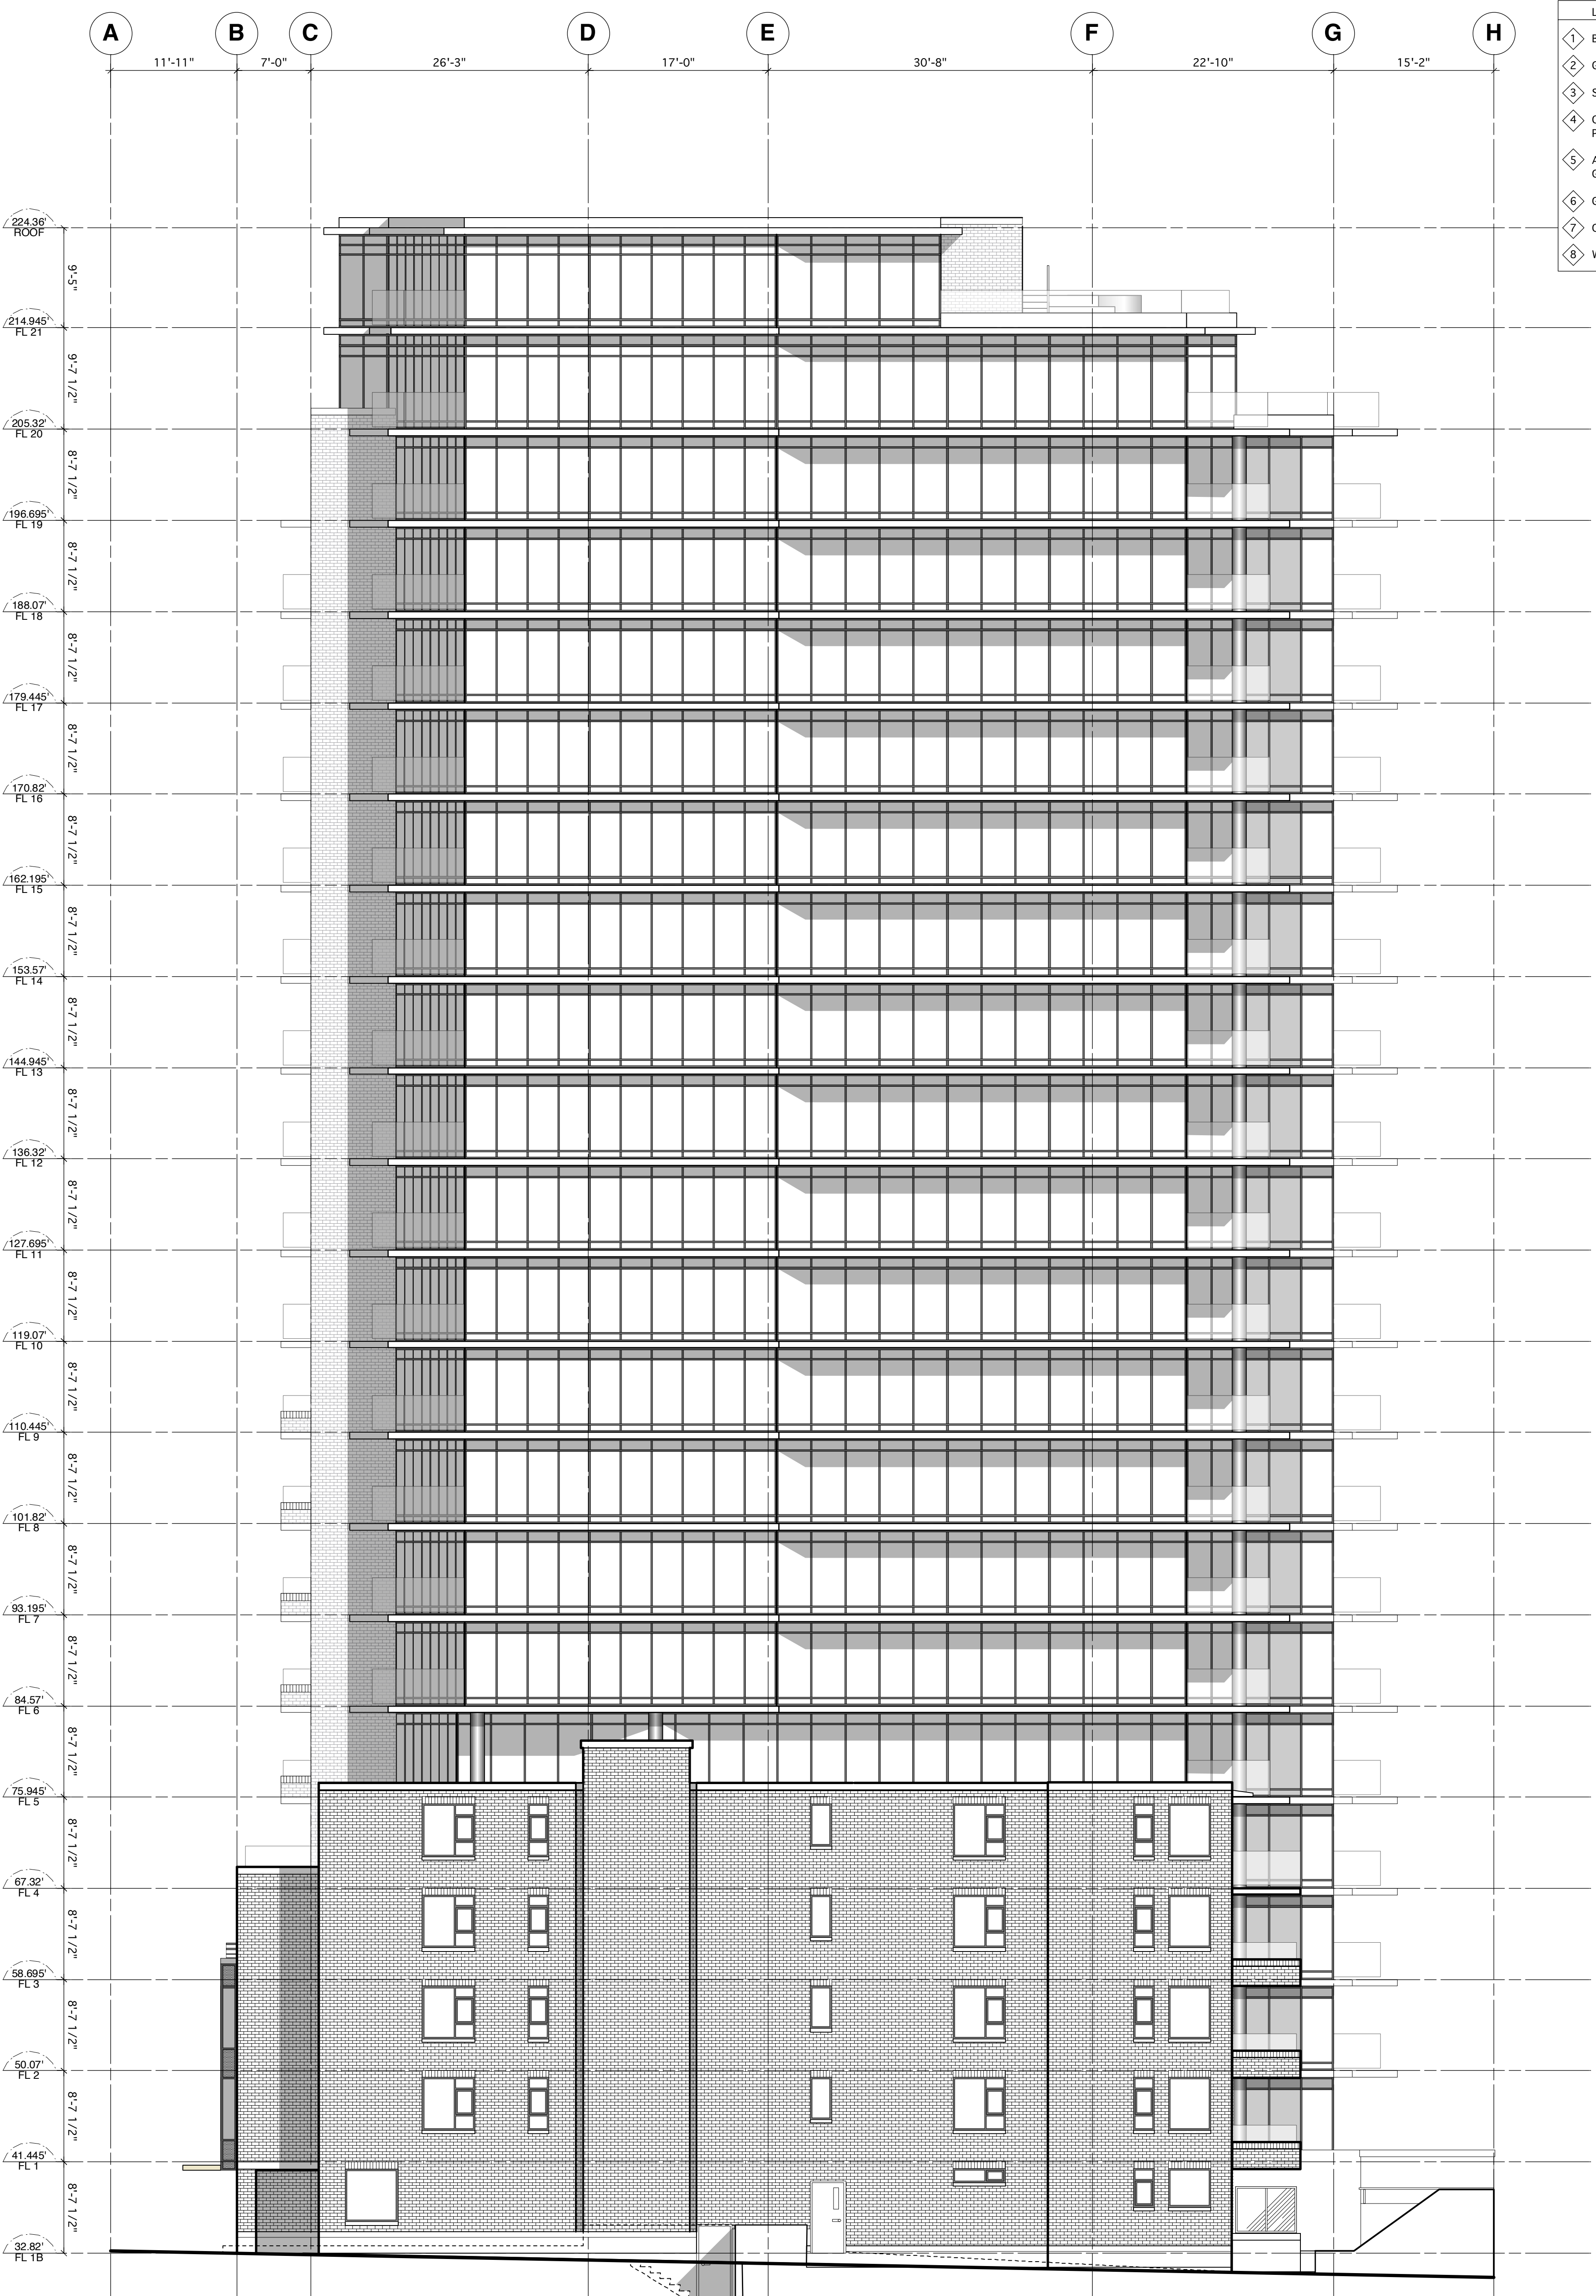 A B C D E F G H
11'-11" 7'-0" 26'-3" 17'-0" 30'-8" 22'-10" 15'-2"
L
1 E
2 G
3 S
4
5 A
6
7
8 W
224.36'
ROOF
9'-5"
214.945'
FL 21
9'-7 1/2"
205.32'
FL 20
8'-7 1/2"
196.695'
FL 19
8'-7 1/2"
188.07'
FL 18
8'-7 1/2"
179.445'
FL 17
8'-7 1/2"
170.82'
FL 16
8'-7 1/2"
162.195'
FL 15
8'-7 1/2"
153.57'
FL 14
8'-7 1/2"
144.945'
FL 13
8'-7 1/2"
136.32'
FL 12
8'-7 1/2"
127.695'
FL 11
8'-7 1/2"
119.07'
FL 10
8'-7 1/2"
110.445'
FL 9
8'-7 1/2"
101.82'
FL 8
8'-7 1/2"
93.195'
FL 7
8'-7 1/2"
84.57'
FL 6
8'-7 1/2"
75.945'
FL 5
8'-7 1/2"
67.32'
FL 4
8'-7 1/2"
58.695'
FL 3
8'-7 1/2"
50.07'
FL 2
8'-7 1/2"
41.445'
FL 1
8'-7 1/2"
32.82'
FL 1B